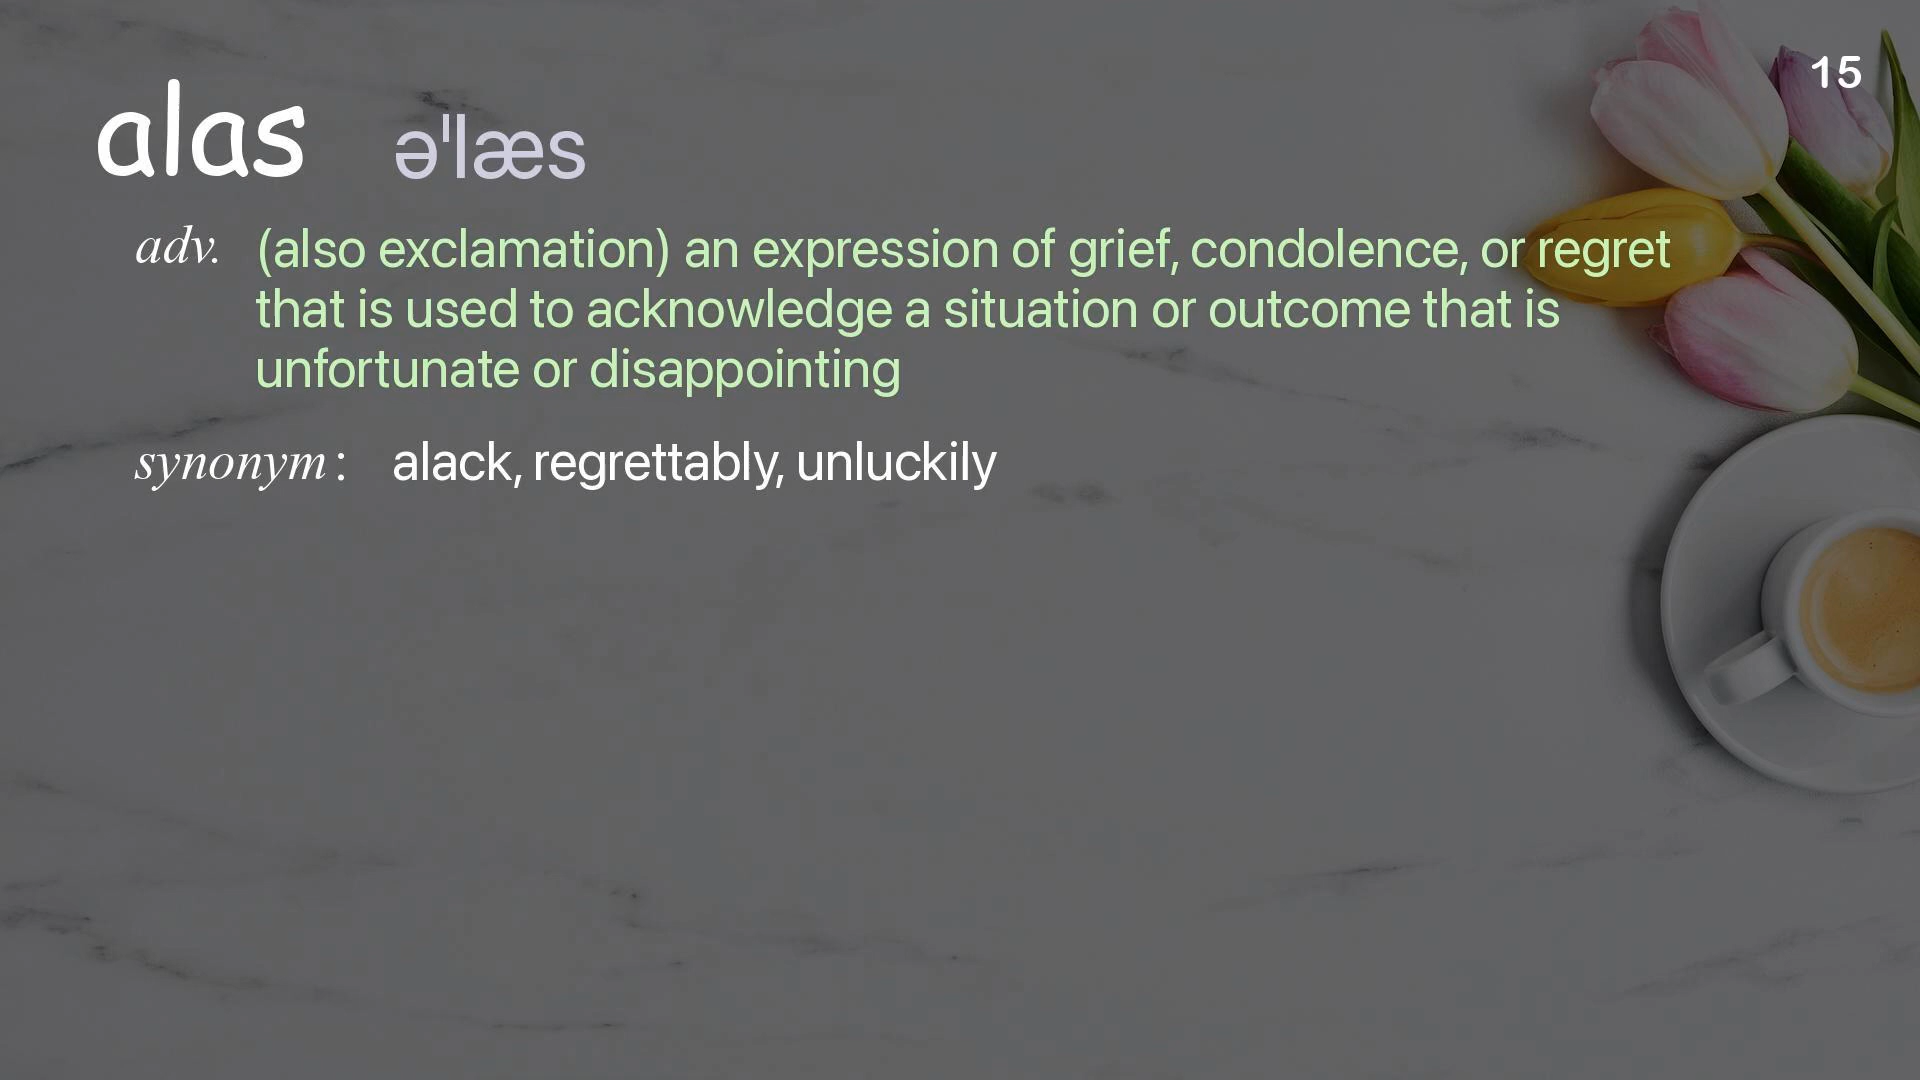 15
alas əˈlæs
adv. (also exclamation) an expression of grief, condolence, or regret
that is used to acknowledge a situation or outcome that is
unfortunate or disappointing
synonym : alack, regrettably, unluckily